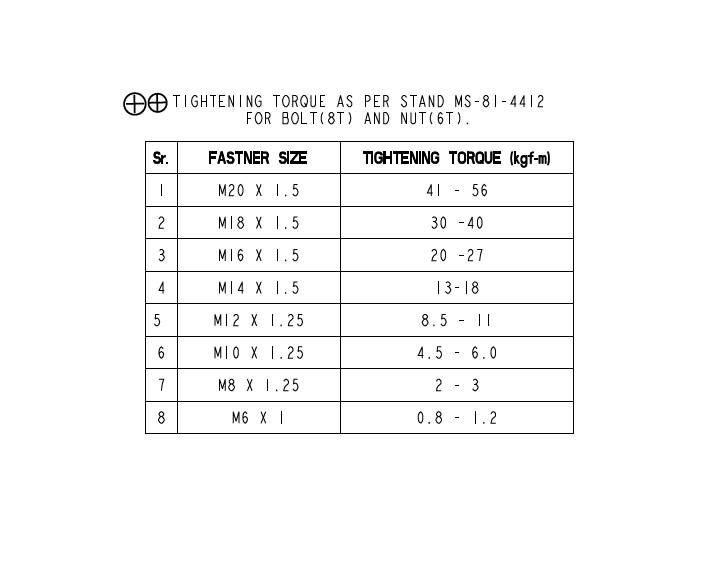 TIGHTENING TORQUE AS PER STAND MS-81-4412
FOR BOLT(8T) AND NUT(6T).
Sr. FASTNER SIZE TIGHTENING TORQUE (kgf-m)
1 M20 X 1.5 41 - 56
2 M18 X 1.5 30 -40
3 M16 X 1.5 20 -27
4 M14 X 1.5 13-18
5 M12 X 1.25 8.5 - 11
6 M10 X 1.25 4.5 - 6.0
7 M8 X 1.25 2 - 3
8 M6 X 1 0.8 - 1.2